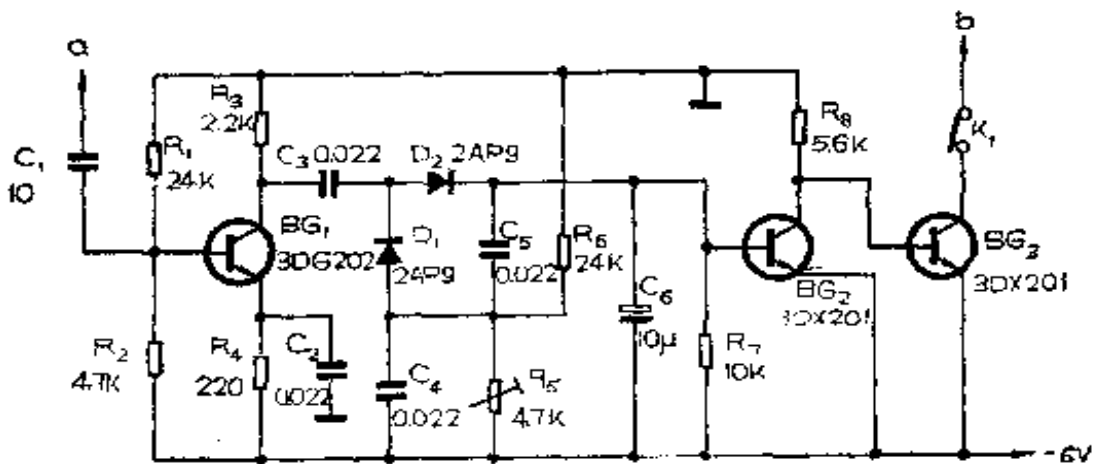 a
b
C₁
10
R₁
24K
R₃
2.2K
C₃ 0.022
D₂ 2AP9
R₈
5.6K
K₁
BG₁
3DG202
D₁
2AP9
C₅
0.022
R₆
24K
C₆
10μ
BG₂
3DX201
BG₃
3DX201
R₂
4.7K
R₄
220
C₂
0.022
C₄
0.022
R₅
4.7K
R₇
10K
-6V